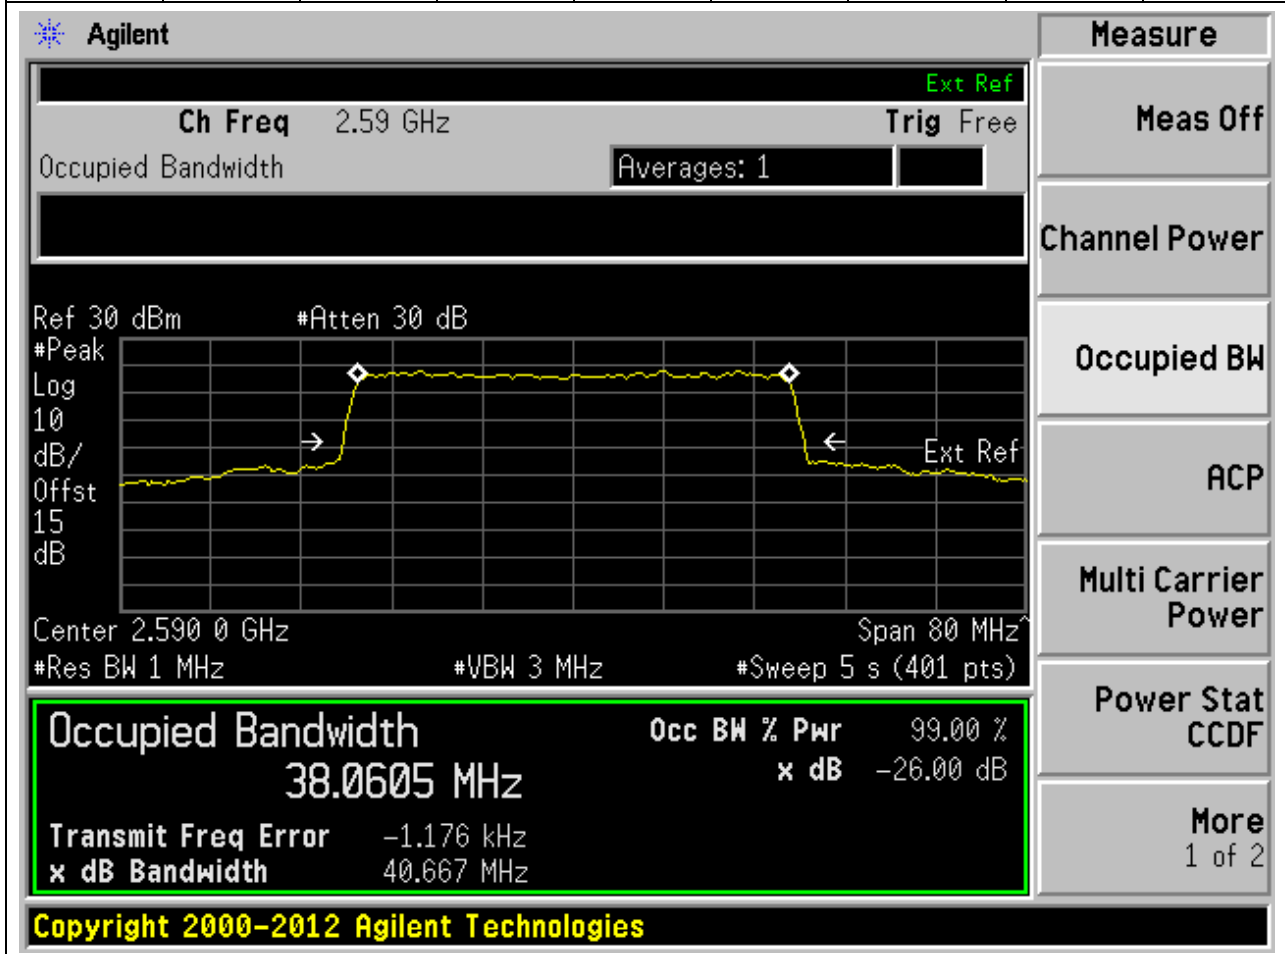 Agilent
Measure
Ext Ref
Ch Freq 2.59 GHz Trig Free
Meas Off
Occupied Bandwidth Averages: 1
Channel Power
Ref 30 dBm #Atten 30 dB
#Peak
Log
10
dB/
Offst
15
dB
Ext Ref
Occupied BW
ACP
Multi Carrier
Power
Center 2.590 0 GHz Span 80 MHz^
#Res BW 1 MHz #VBW 3 MHz #Sweep 5 s (401 pts)
Power Stat
CCDF
Occupied Bandwidth Occ BW % Pwr 99.00 %
38.0605 MHz x dB -26.00 dB
Transmit Freq Error -1.176 kHz
x dB Bandwidth 40.667 MHz
More
1 of 2
Copyright 2000-2012 Agilent Technologies